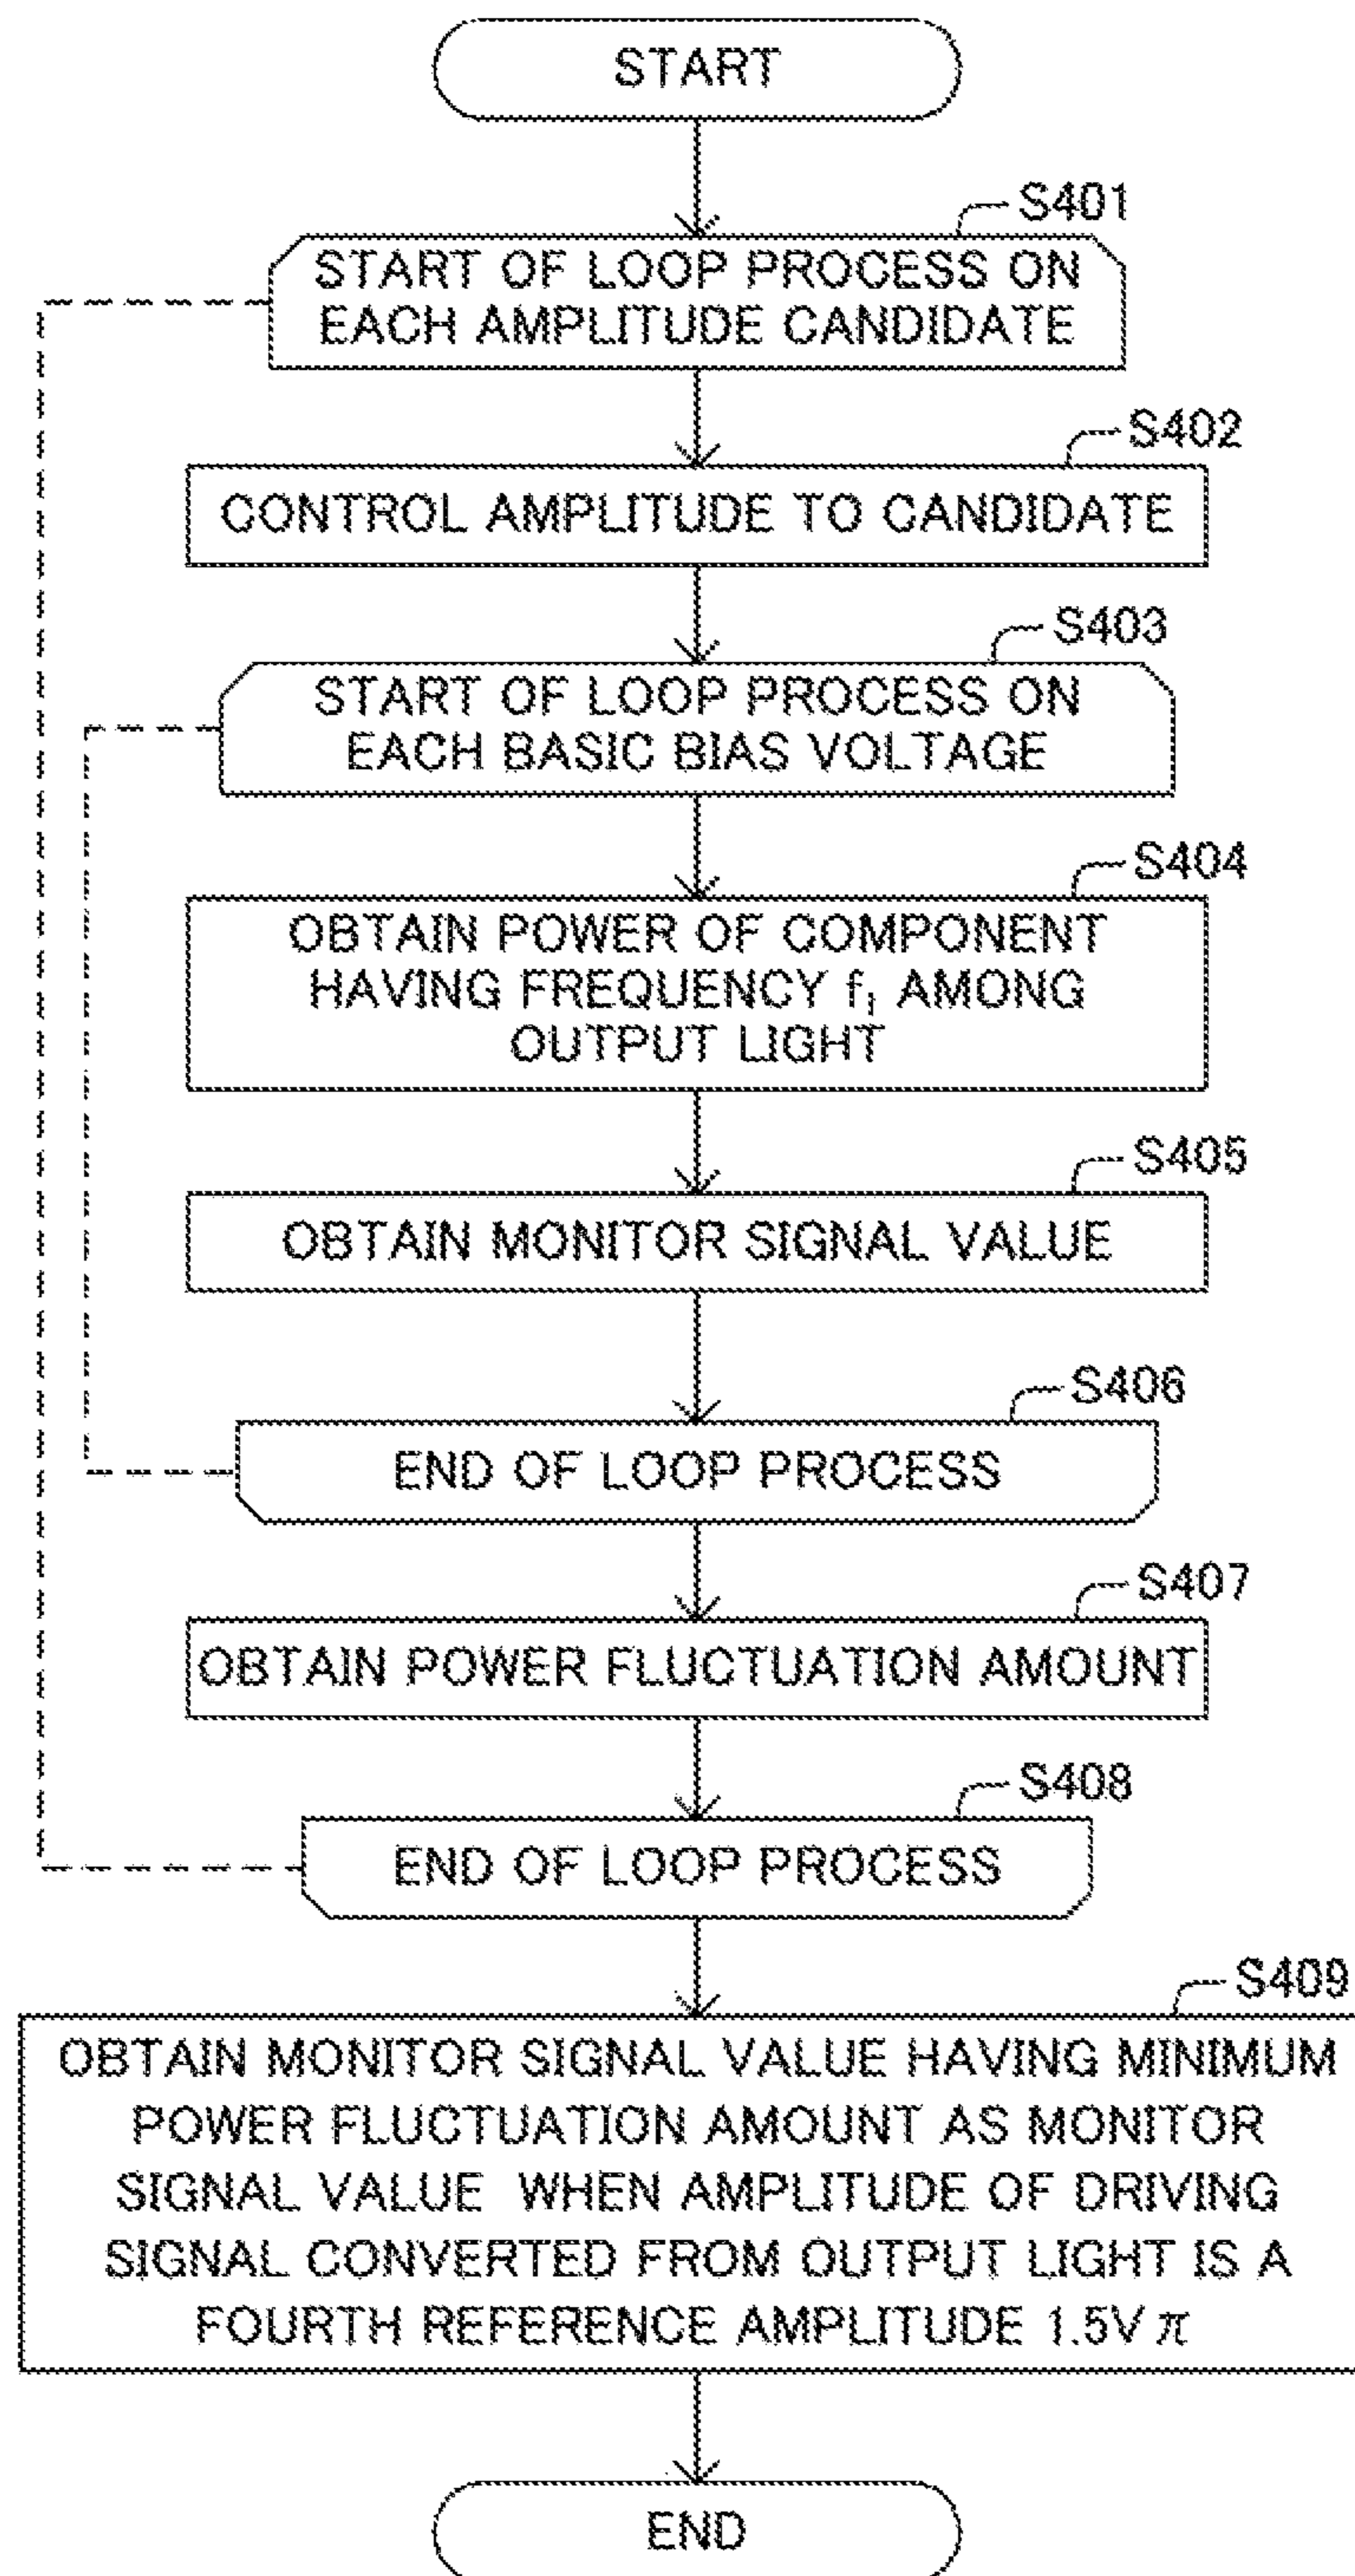 START
S401
START OF LOOP PROCESS ON
EACH AMPLITUDE CANDIDATE
S402
CONTROL AMPLITUDE TO CANDIDATE
S403
START OF LOOP PROCESS ON
EACH BASIC BIAS VOLTAGE
S404
OBTAIN POWER OF COMPONENT
HAVING FREQUENCY f₁ AMONG
OUTPUT LIGHT
S405
OBTAIN MONITOR SIGNAL VALUE
S406
END OF LOOP PROCESS
S407
OBTAIN POWER FLUCTUATION AMOUNT
S408
END OF LOOP PROCESS
S409
OBTAIN MONITOR SIGNAL VALUE HAVING MINIMUM
POWER FLUCTUATION AMOUNT AS MONITOR
SIGNAL VALUE WHEN AMPLITUDE OF DRIVING
SIGNAL CONVERTED FROM OUTPUT LIGHT IS A
FOURTH REFERENCE AMPLITUDE 1.5Vπ
END